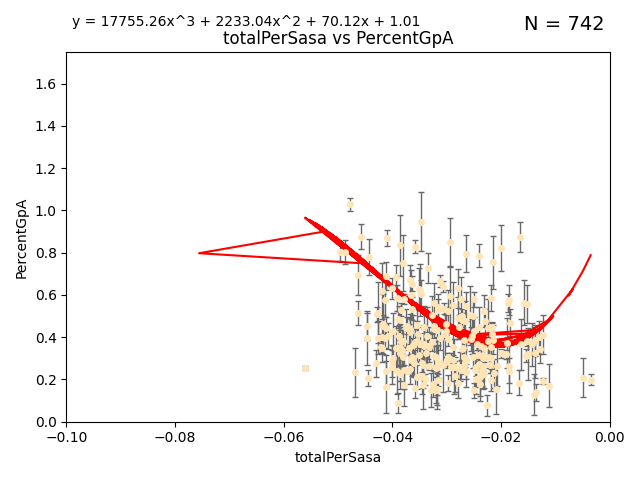 y = 17755.26x^3 + 2233.04x^2 + 70.12x + 1.01
N = 742
totalPerSasa vs PercentGpA
1.6
1.4
1.2
1.0
0.8
0.6
0.4
0.2
0.0
PercentGpA
−0.10 −0.08 −0.06 −0.04 −0.02 0.00
totalPerSasa